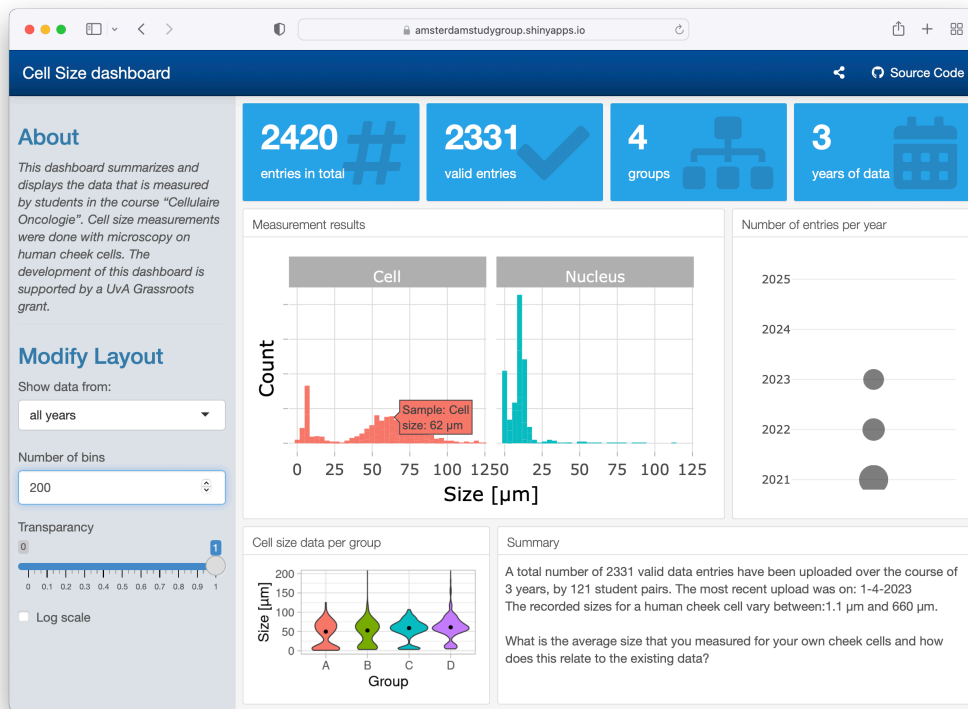 amsterdamstudygroup.shinyapps.io
Cell Size dashboard
Source Code
About
This dashboard summarizes and
displays the data that is measured
by students in the course “Cellulaire
Oncologie”. Cell size measurements
were done with microscopy on
human cheek cells. The
development of this dashboard is
supported by a UvA Grassroots
grant.
Modify Layout
Show data from:
all years
Number of bins
200
Transparancy
0
1
0 0.1 0.2 0.3 0.4 0.5 0.6 0.7 0.8 0.9 1
Log scale
2420
entries in total
2331
valid entries
4
groups
3
years of data
Measurement results
Cell
Nucleus
Count
Sample: Cell
size: 62 µm
0 25 50 75 100 125
0 25 50 75 100 125
Size [µm]
Number of entries per year
2025
2024
2023
2022
2021
Cell size data per group
Size [µm]
200
150
100
50
0
A B C D
Group
Summary
A total number of 2331 valid data entries have been uploaded over the course of
3 years, by 121 student pairs. The most recent upload was on: 1-4-2023
The recorded sizes for a human cheek cell vary between:1.1 µm and 660 µm.
What is the average size that you measured for your own cheek cells and how
does this relate to the existing data?